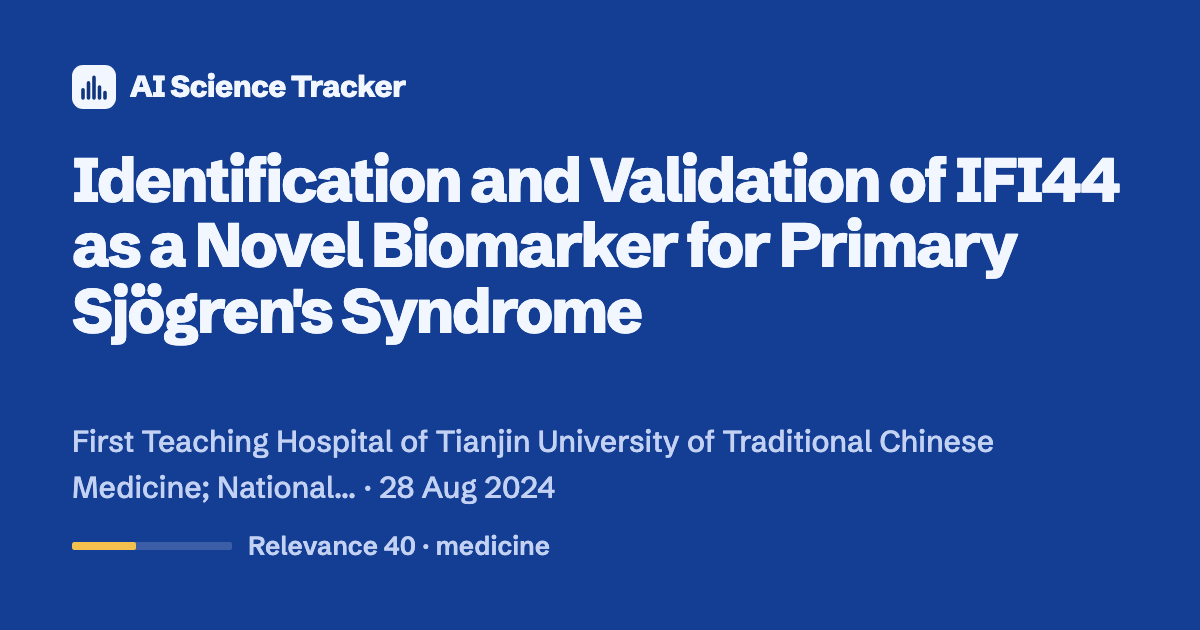 AI Science Tracker
Identification and Validation of IFI44
as a Novel Biomarker for Primary
Sjögren's Syndrome
First Teaching Hospital of Tianjin University of Traditional Chinese
Medicine; National... · 28 Aug 2024
Relevance 40 · medicine